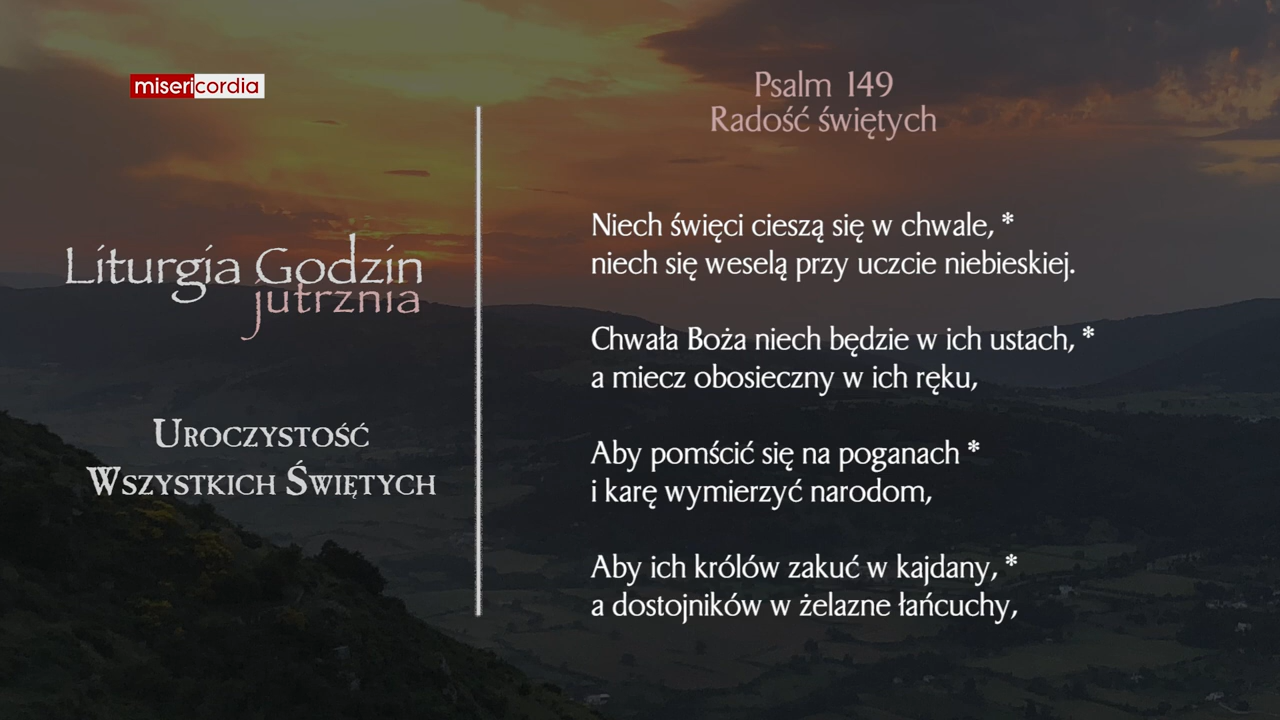 misericordia
Liturgia Godzin
jutrznia
Uroczystość
Wszystkich Świętych
Psalm 149
Radość świętych
Niech święci cieszą się w chwale, *
niech się weselą przy uczcie niebieskiej.
Chwała Boża niech będzie w ich ustach, *
a miecz obosieczny w ich ręku,
Aby pomścić się na poganach *
i karę wymierzyć narodom,
Aby ich królów zakuć w kajdany, *
a dostojników w żelazne łańcuchy,